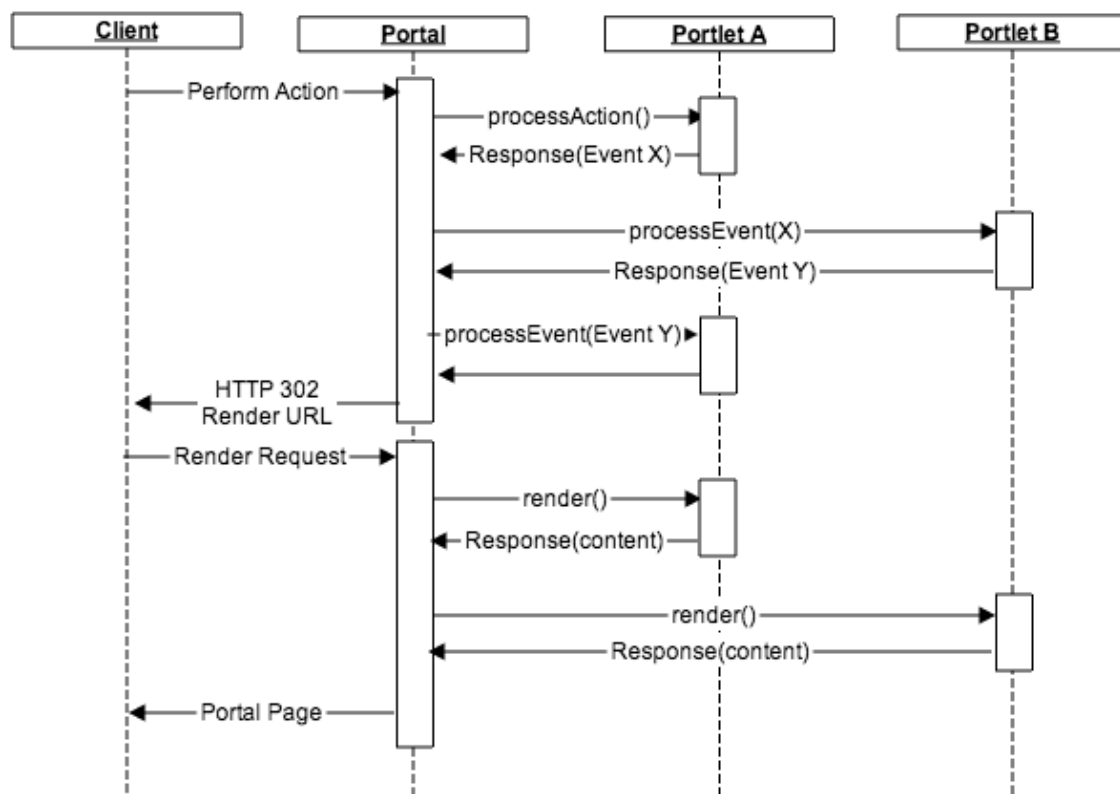 Client
Portal
Portlet A
Portlet B
Perform Action
processAction()
Response(Event X)
processEvent(X)
Response(Event Y)
processEvent(Event Y)
HTTP 302
Render URL
Render Request
render()
Response(content)
render()
Response(content)
Portal Page